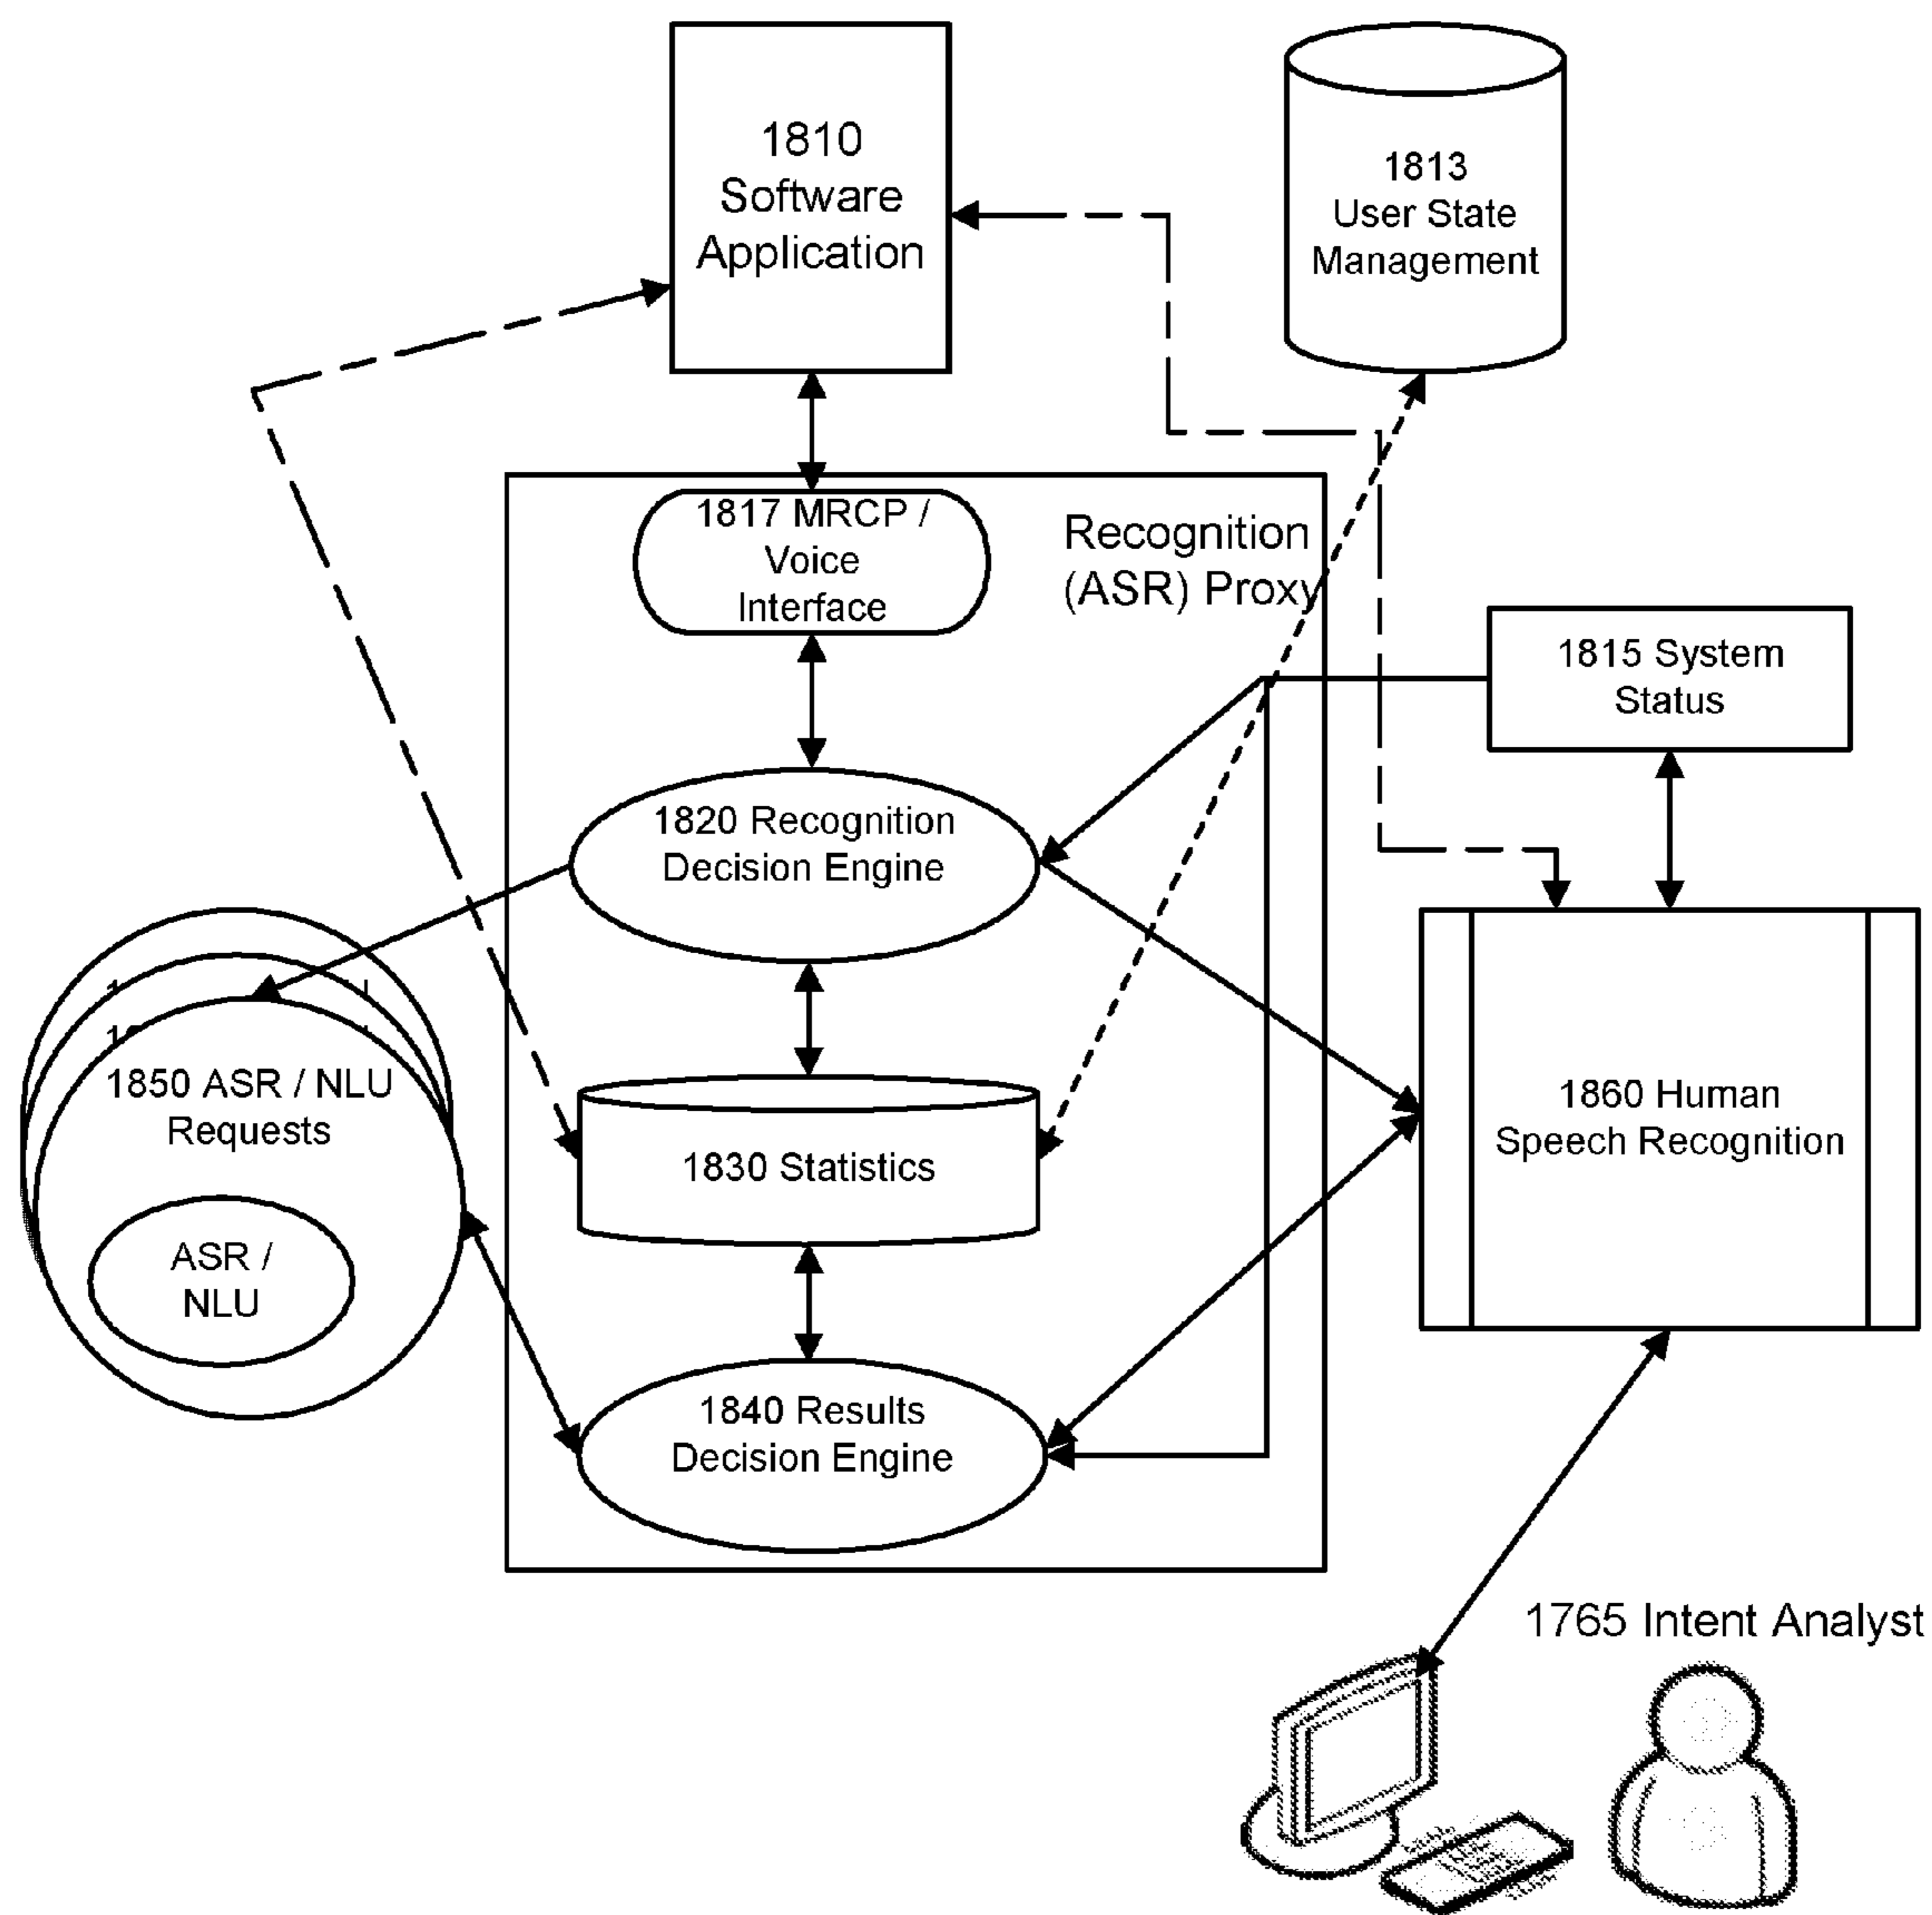 1810
Software
Application
1813
User State
Management
1817 MRCP /
Voice
Interface
Recognition
(ASR) Proxy
1815 System
Status
1820 Recognition
Decision Engine
1850 ASR / NLU
Requests
ASR /
NLU
1830 Statistics
1860 Human
Speech Recognition
1840 Results
Decision Engine
1765 Intent Analyst